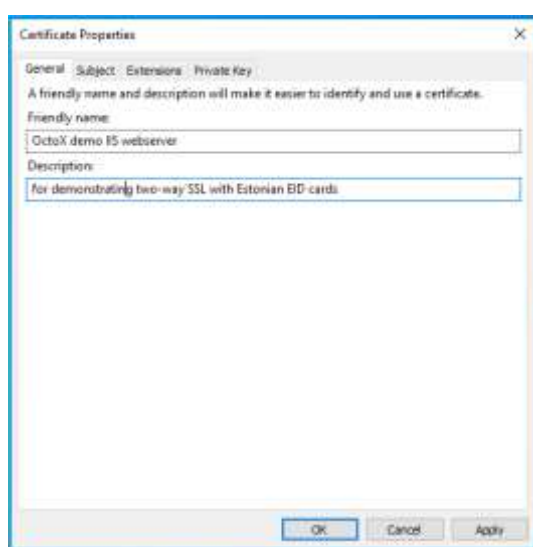 Certificate Properties
General Subject Extensions Private Key
A friendly name and description will make it easier to identify and use a certificate.
Friendly name:
OctoX demo IIS webserver
Description:
for demonstrating two-way SSL with Estonian EID cards
OK Cancel Apply